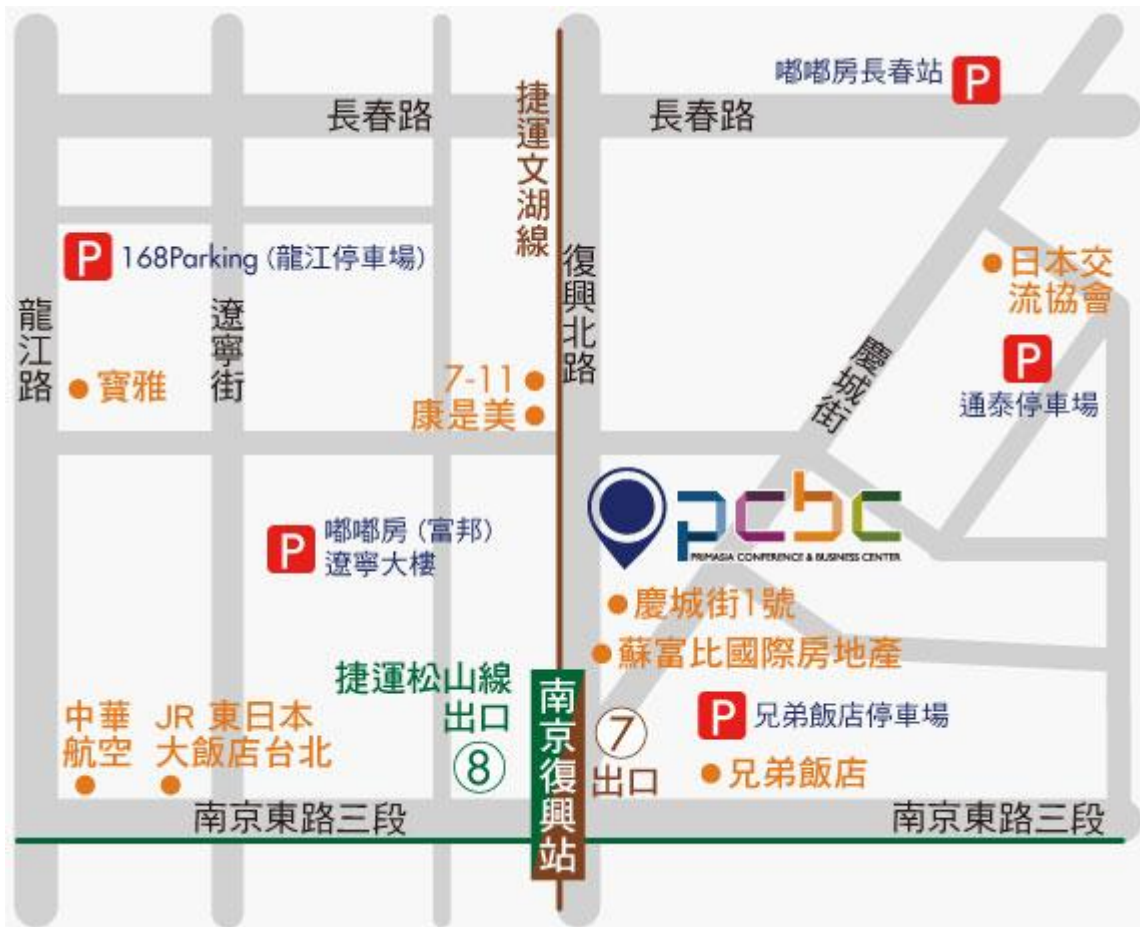 嘟嘟房長春站
P
長春路
長春路
捷運文湖線
P
168Parking (龍江停車場)
復興北路
日本交
流協會
龍江路
遼寧街
慶城街
P
通泰停車場
寶雅
7-11
康是美
pcbc
PRIMASIA CONFERENCE & BUSINESS CENTER
P
嘟嘟房 (富邦)
遼寧大樓
慶城街1號
蘇富比國際房地產
捷運松山線
出口
8
南京復興站
7
出口
P
兄弟飯店停車場
兄弟飯店
中華
航空
JR 東日本
大飯店台北
南京東路三段
南京東路三段